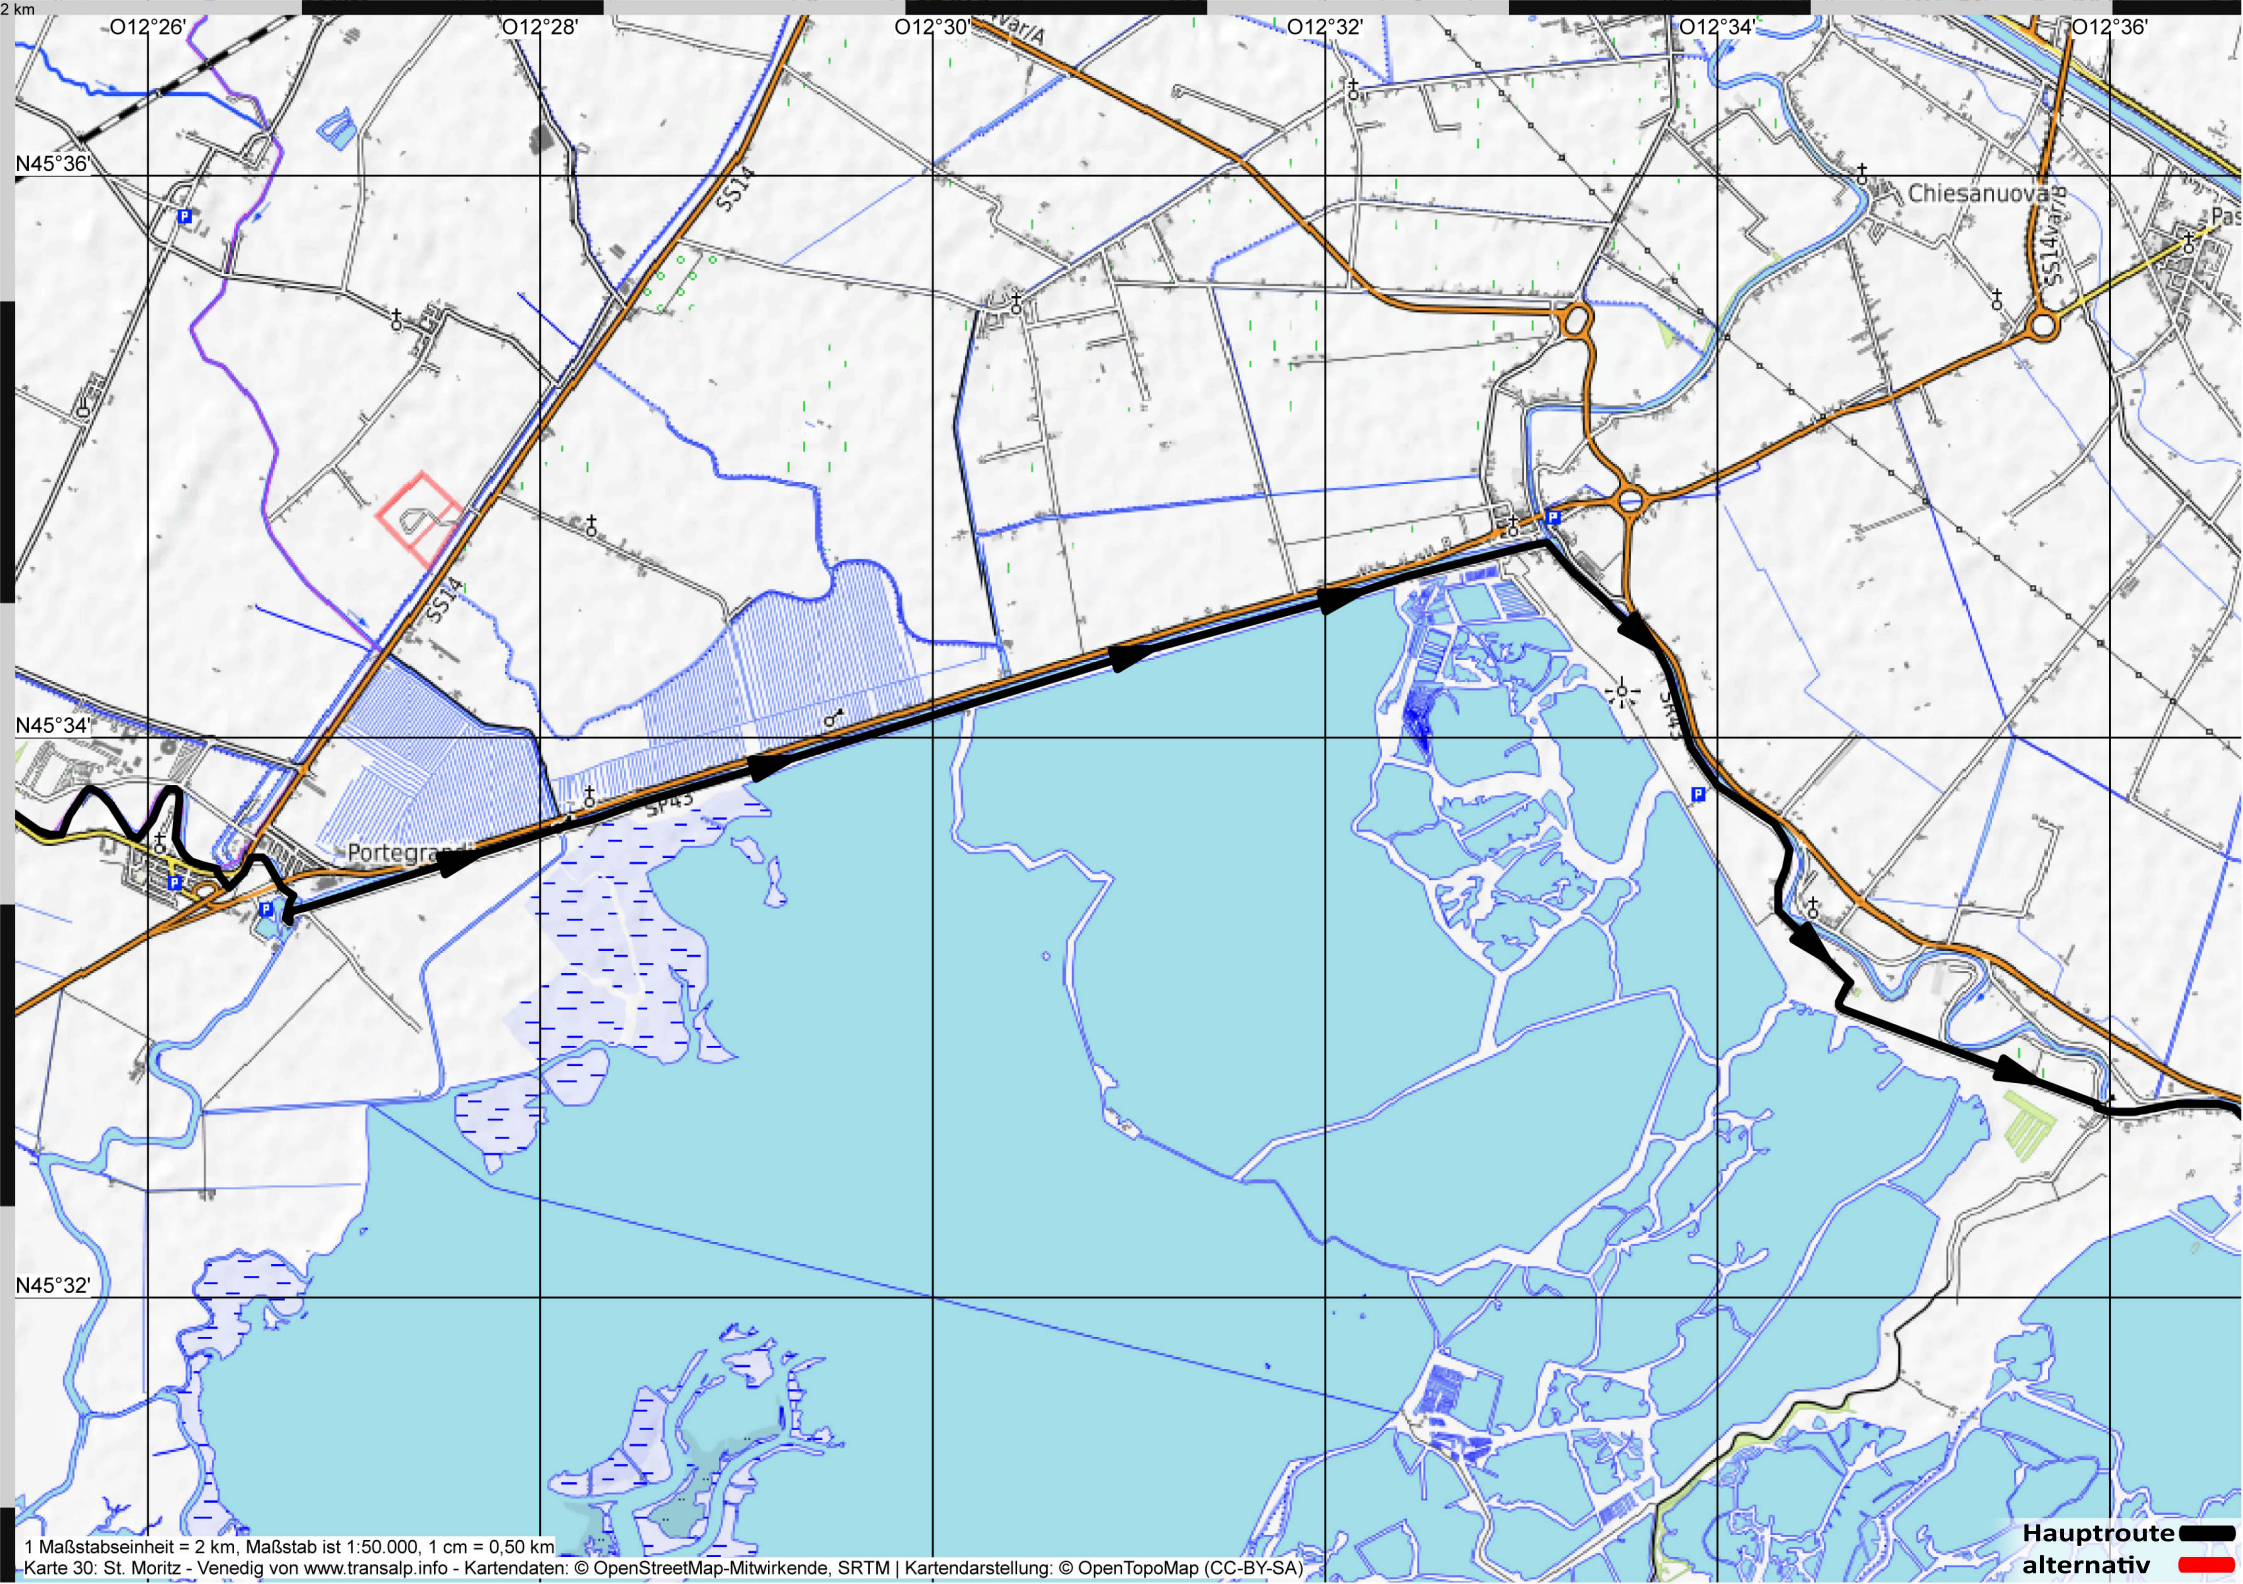 2 km
O12°26'
O12°28'
O12°30'
var/A
O12°32'
O12°34'
O12°36'
N45°36'
SS14
Chiesanuova
SS14var/B
Pas
P
P
SS14
SR43
N45°34'
P
SP43
Portegrandi
P
P
N45°32'
1 Maßstabseinheit = 2 km, Maßstab ist 1:50.000, 1 cm = 0,50 km
Karte 30: St. Moritz - Venedig von www.transalp.info - Kartendaten: © OpenStreetMap-Mitwirkende, SRTM | Kartendarstellung: © OpenTopoMap (CC-BY-SA)
Hauptroute
alternativ